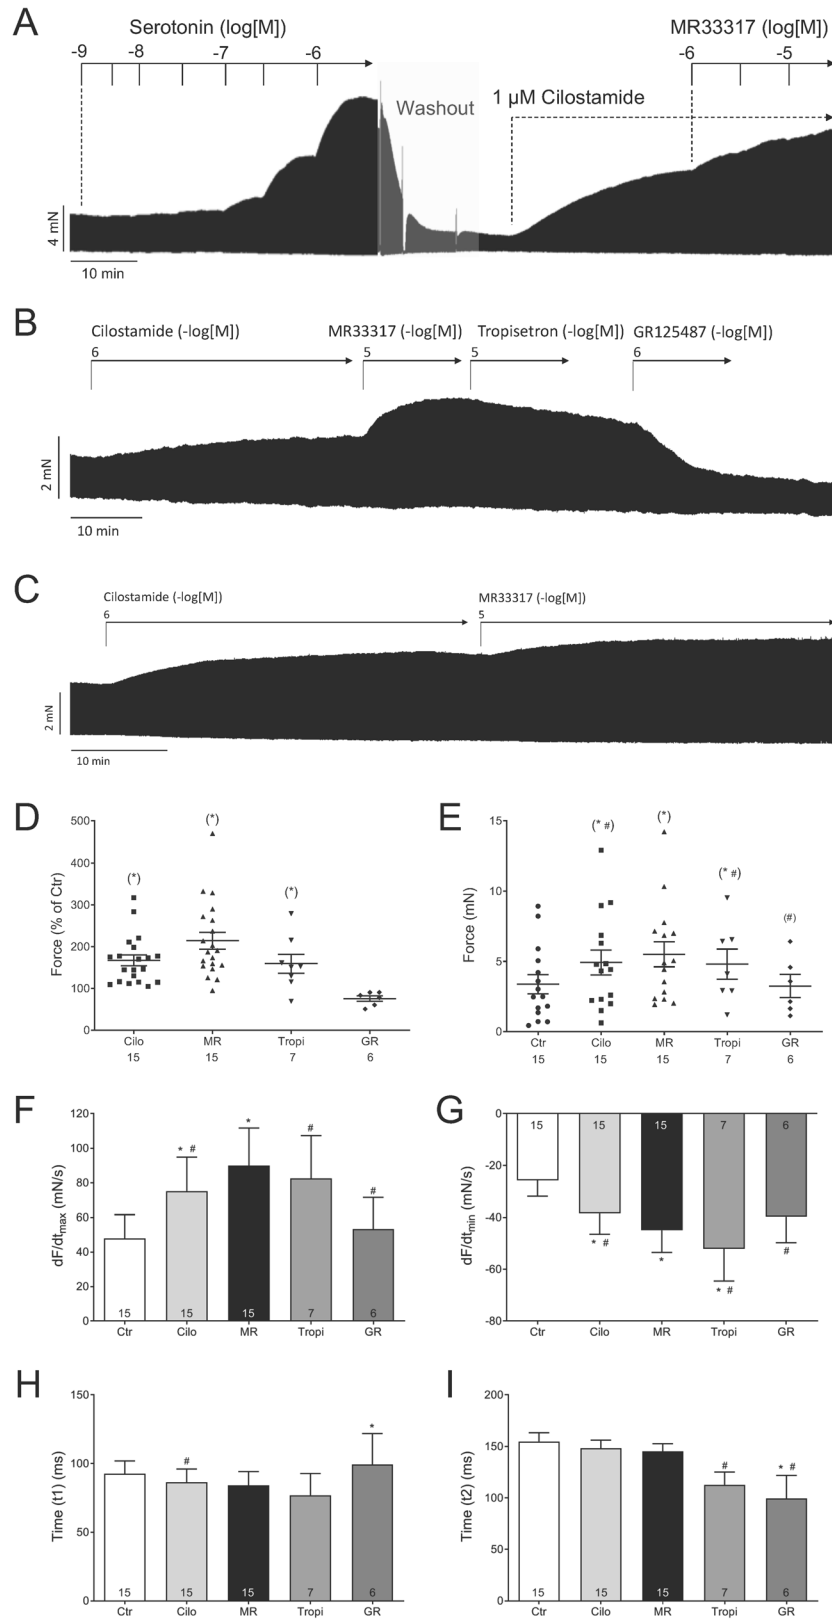 A
Serotonin (log[M])
MR33317 (log[M])
-9 -8 -7 -6
-6 -5
Washout
1 µM Cilostamide
4 mN
10 min
B
Cilostamide (-log[M])
MR33317 (-log[M])
Tropisetron (-log[M])
GR125487 (-log[M])
6 5 5 6
2 mN
10 min
C
Cilostamide (-log[M])
MR33317 (-log[M])
6 5
2 mN
10 min
D
Force (% of Ctr)
500
400
300
200
100
0
(*) (*) (*)
Cilo MR Tropi GR
15 15 7 6
E
Force (mN)
15
10
5
0
(* #) (*) (* #) (#)
Ctr Cilo MR Tropi GR
15 15 15 7 6
F
dF/dtmax (mN/s)
120
100
80
60
40
20
0
* # * # #
15 15 15 7 6
Ctr Cilo MR Tropi GR
G
dF/dtmin (mN/s)
0
-20
-40
-60
-80
15 15 15 7 6
* # * * # #
Ctr Cilo MR Tropi GR
H
Time (t1) (ms)
150
100
50
0
# *
15 15 15 7 6
Ctr Cilo MR Tropi GR
I
Time (t2) (ms)
200
150
100
50
0
# * #
15 15 15 7 6
Ctr Cilo MR Tropi GR